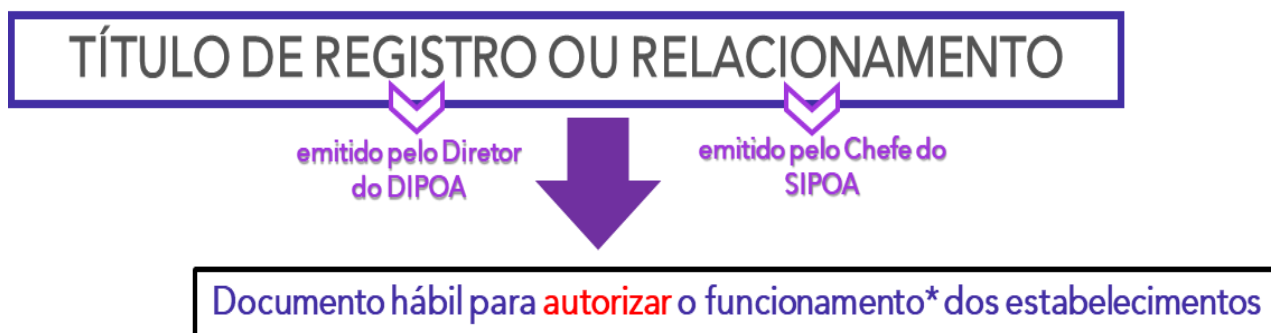 TÍTULO DE REGISTRO OU RELACIONAMENTO
emitido pelo Diretor
do DIPOA
emitido pelo Chefe do
SIPOA
Documento hábil para autorizar o funcionamento* dos estabelecimentos